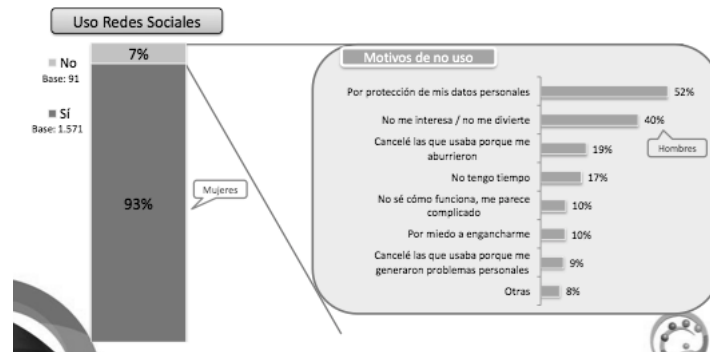 Uso Redes Sociales
No
Base: 91
7%
Sí
Base: 1.571
93%
Mujeres
Motivos de no uso
Por protección de mis datos personales
52%
No me interesa / no me divierte
40%
Hombres
Cancelé las que usaba porque me
aburrieron
19%
No tengo tiempo
17%
No sé cómo funciona, me parece
complicado
10%
Por miedo a engancharme
10%
Cancelé las que usaba porque me
generaron problemas personales
9%
Otras
8%